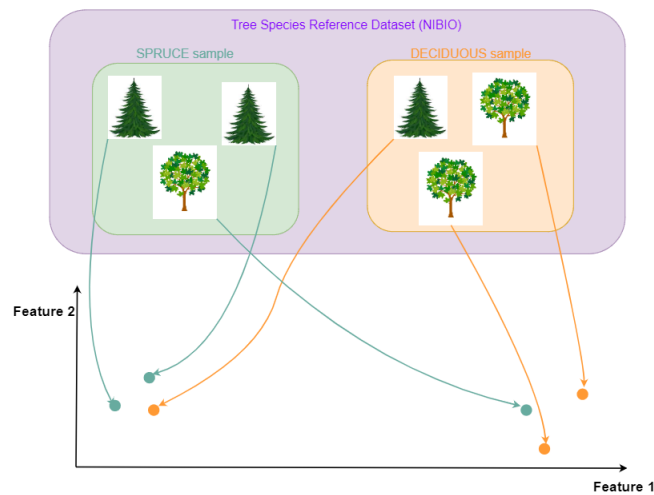 Tree Species Reference Dataset (NIBIO)
SPRUCE sample
DECIDUOUS sample
Feature 2
Feature 1